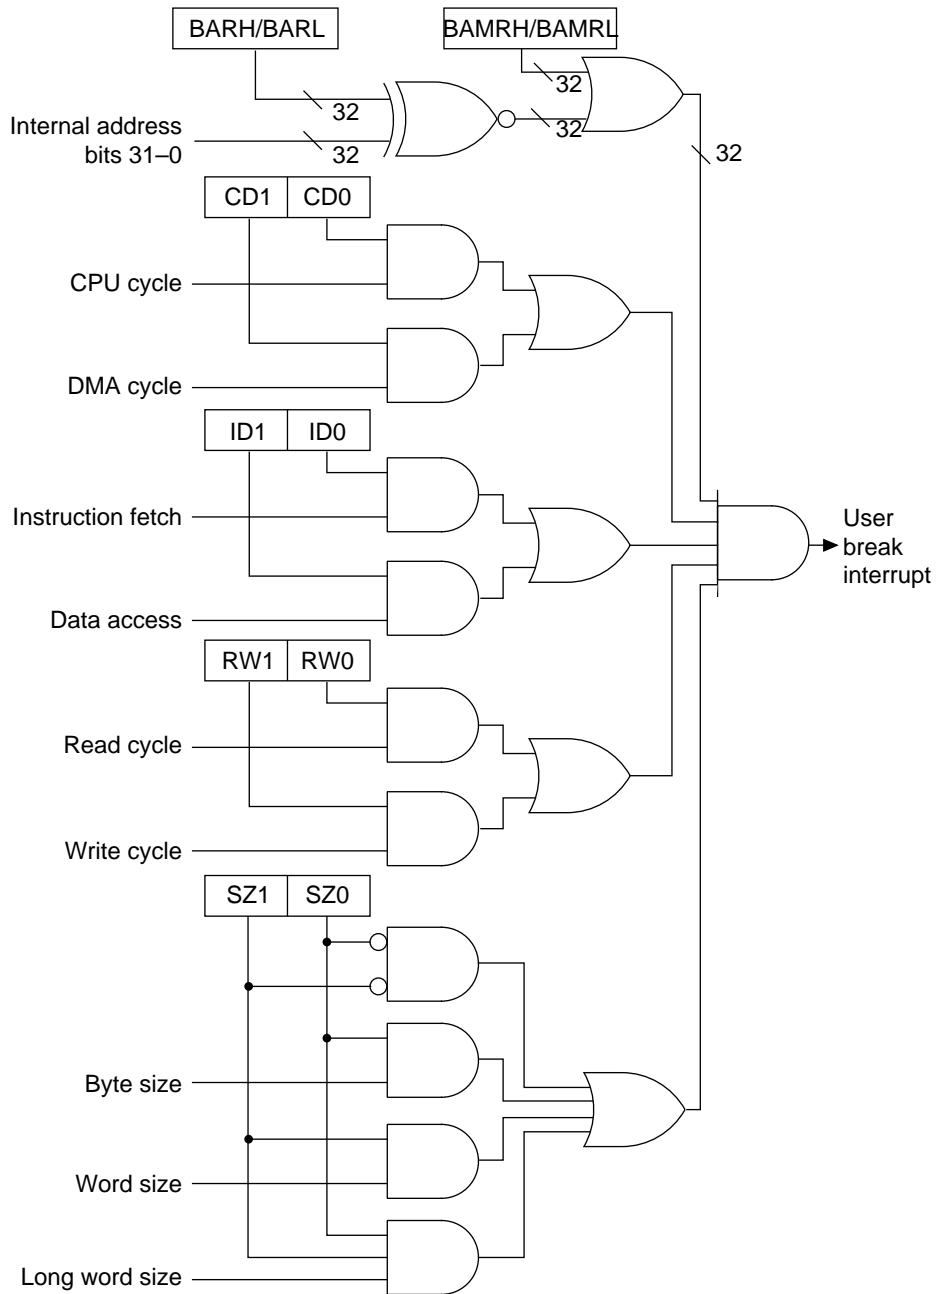 BARH/BARL
BAMRH/BAMRL
32
32
32
32
32
Internal address
bits 31–0
CD1 CD0
CPU cycle
DMA cycle
ID1 ID0
Instruction fetch
Data access
User
break
interrupt
RW1 RW0
Read cycle
Write cycle
SZ1 SZ0
Byte size
Word size
Long word size